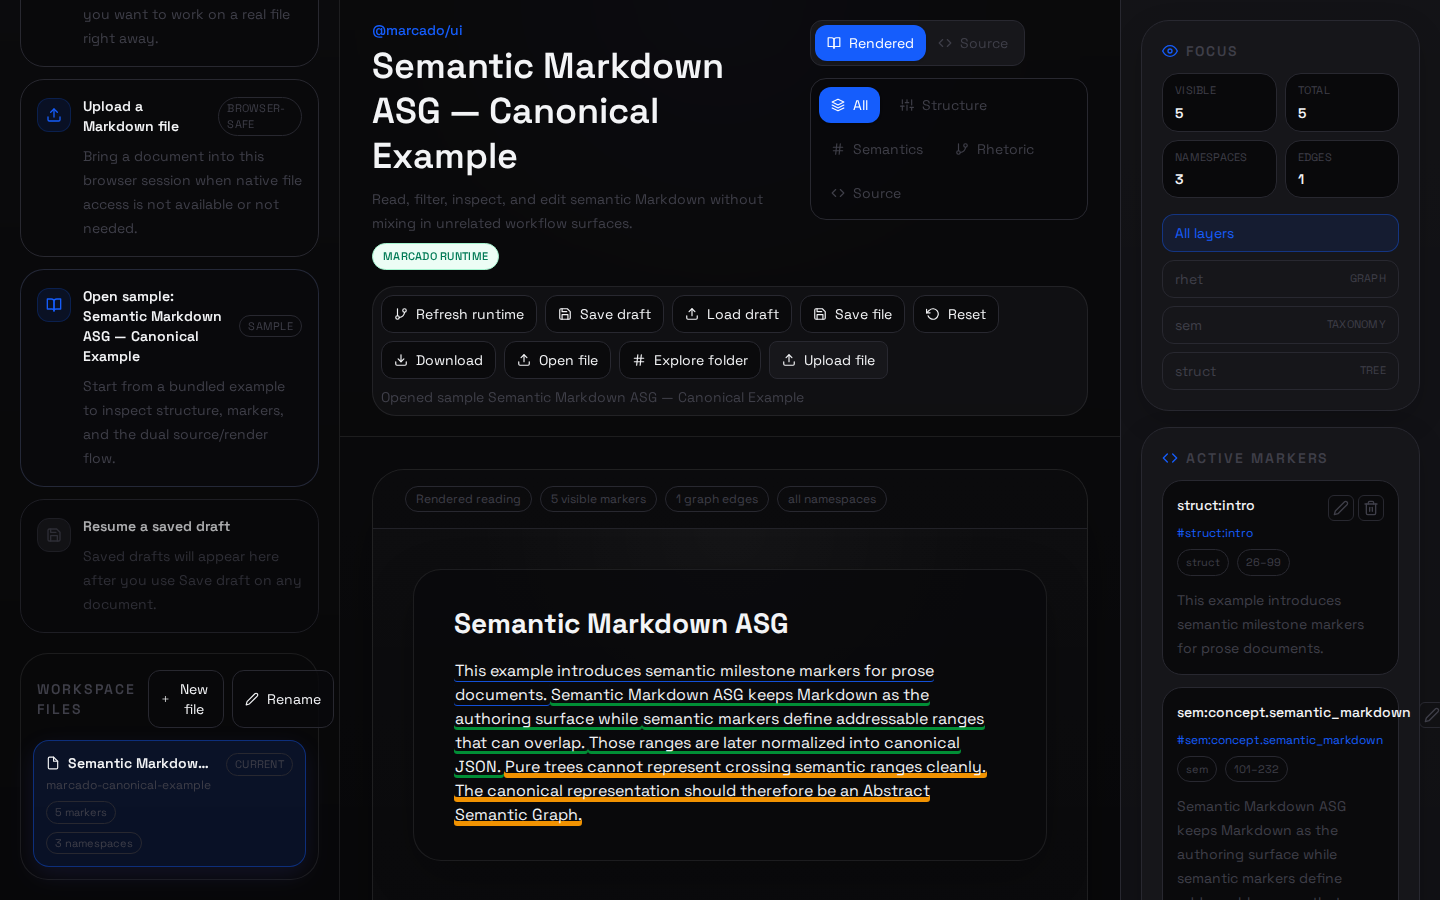 you want to work on a real file
right away.
Upload a
Markdown file
BROWSER-
SAFE
Bring a document into this
browser session when native file
access is not available or not
needed.
Open sample:
Semantic Markdown
ASG — Canonical
Example
SAMPLE
Start from a bundled example
to inspect structure, markers,
and the dual source/render
flow.
Resume a saved draft
Saved drafts will appear here
after you use Save draft on any
document.
WORKSPACE
FILES
New
file
Rename
Semantic Markdow...
CURRENT
marcado-canonical-example
5 markers
3 namespaces
@marcado/ui
Semantic Markdown
ASG — Canonical
Example
Read, filter, inspect, and edit semantic Markdown without
mixing in unrelated workflow surfaces.
MARCADO RUNTIME
Rendered
Source
All
Structure
Semantics
Rhetoric
Source
Refresh runtime
Save draft
Load draft
Save file
Reset
Download
Open file
Explore folder
Upload file
Opened sample Semantic Markdown ASG — Canonical Example
Rendered reading
5 visible markers
1 graph edges
all namespaces
Semantic Markdown ASG
This example introduces semantic milestone markers for prose
documents. Semantic Markdown ASG keeps Markdown as the
authoring surface while semantic markers define addressable ranges
that can overlap. Those ranges are later normalized into canonical
JSON. Pure trees cannot represent crossing semantic ranges cleanly.
The canonical representation should therefore be an Abstract
Semantic Graph.
FOCUS
VISIBLE
5
TOTAL
5
NAMESPACES
3
EDGES
1
All layers
rhet
GRAPH
sem
TAXONOMY
struct
TREE
ACTIVE MARKERS
struct:intro
#struct:intro
struct
26–99
This example introduces
semantic milestone markers
for prose documents.
sem:concept.semantic_markdown
#sem:concept.semantic_markdown
sem
101–232
Semantic Markdown ASG
keeps Markdown as the
authoring surface while
semantic markers define